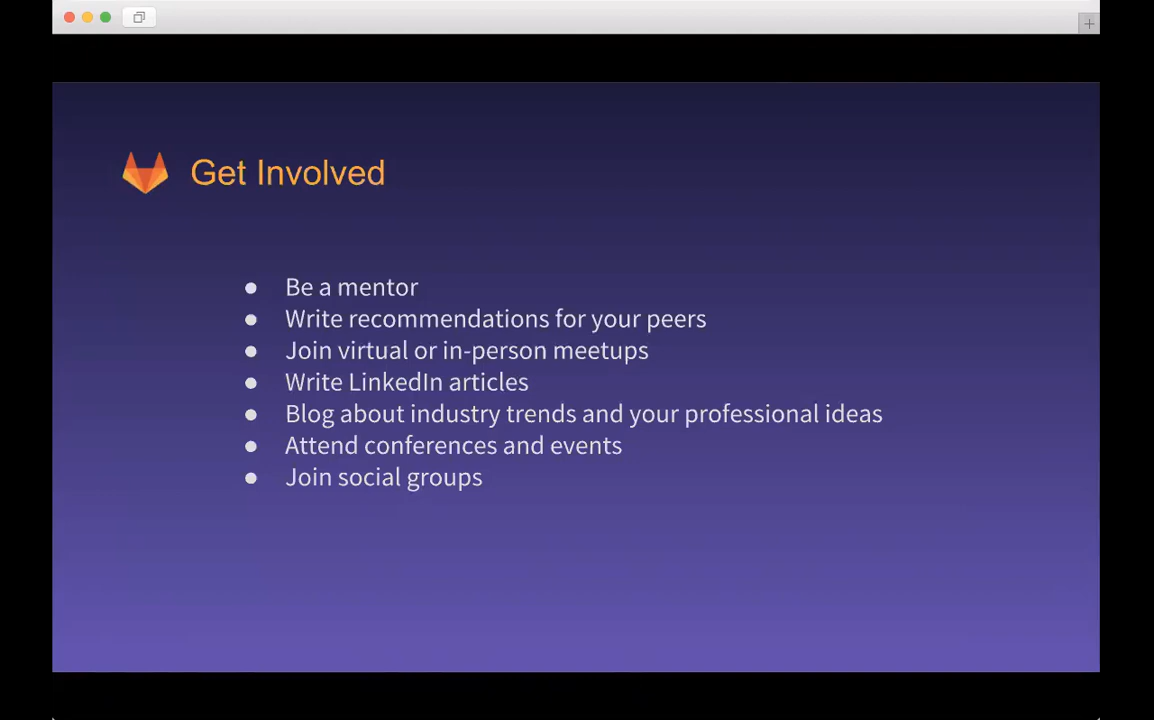 Get Involved
Be a mentor
Write recommendations for your peers
Join virtual or in-person meetups
Write LinkedIn articles
Blog about industry trends and your professional ideas
Attend conferences and events
Join social groups